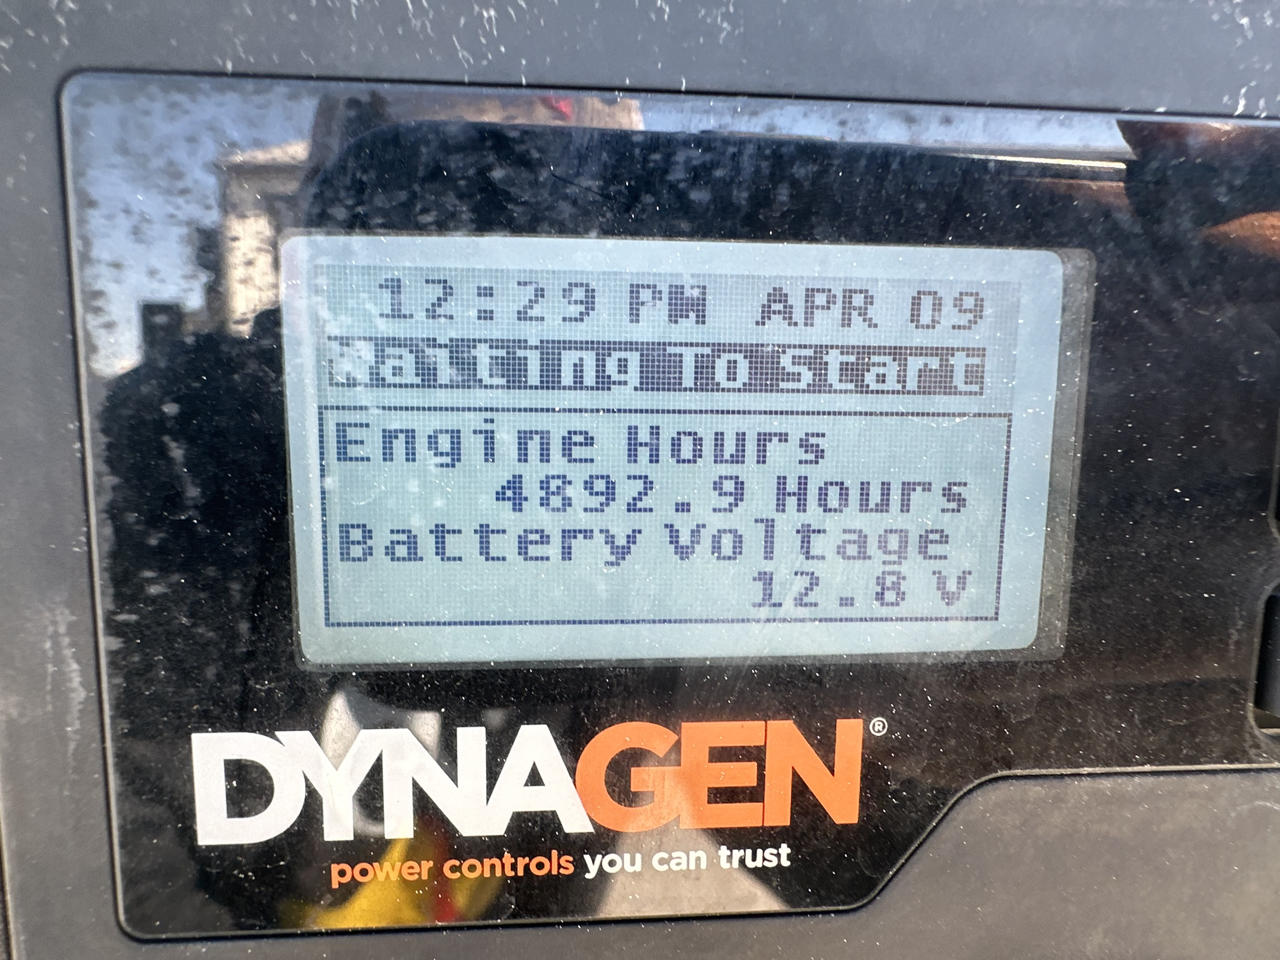 12:29 PM APR 09
Waiting To Start
Engine Hours
4892.9 Hours
Battery Voltage
12.8 V
DYNAGEN®
power controls you can trust